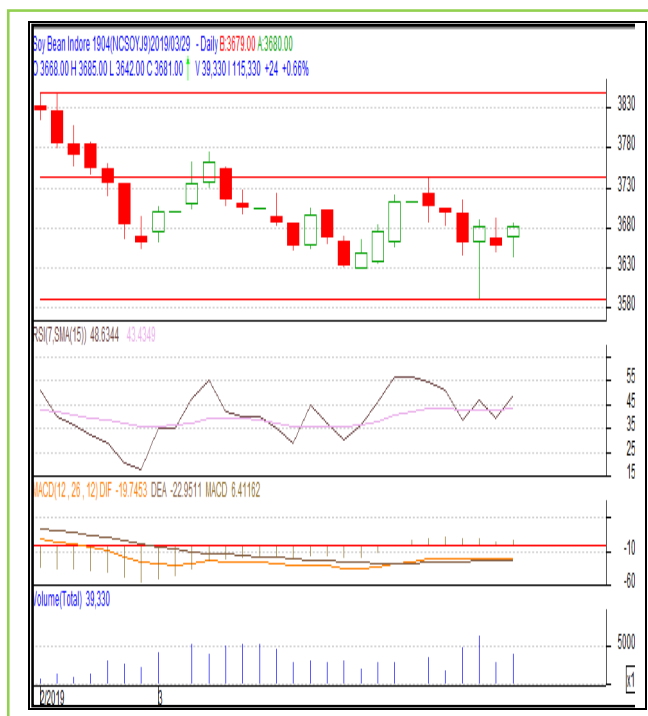 Soy Bean Indore 1904(NCSOYJ9)2019/03/29 - Daily B:3679.00 A:3680.00
O 3668.00 H 3685.00 L 3642.00 C 3681.00 V 39,330 I 115,330 +24 +0.66%
3830
3780
3730
3680
3630
3580
RSI(7,SMA(15)) 48.6344 43.4349
55
45
35
25
15
MACD(12,26,12) DIF -19.7453 DEA -22.9511 MACD 6.41162
-10
-60
Volume(Total) 39,330
5000
x1
2/2019 3